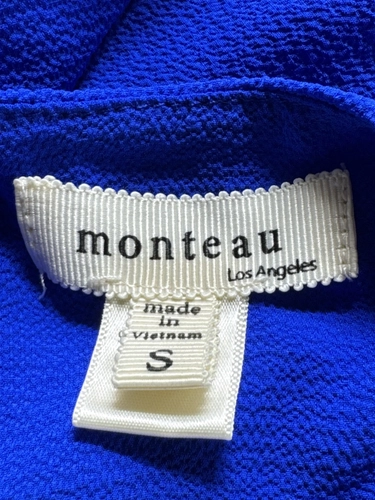 monteau
Los Angeles
made
in
Vietnam
S